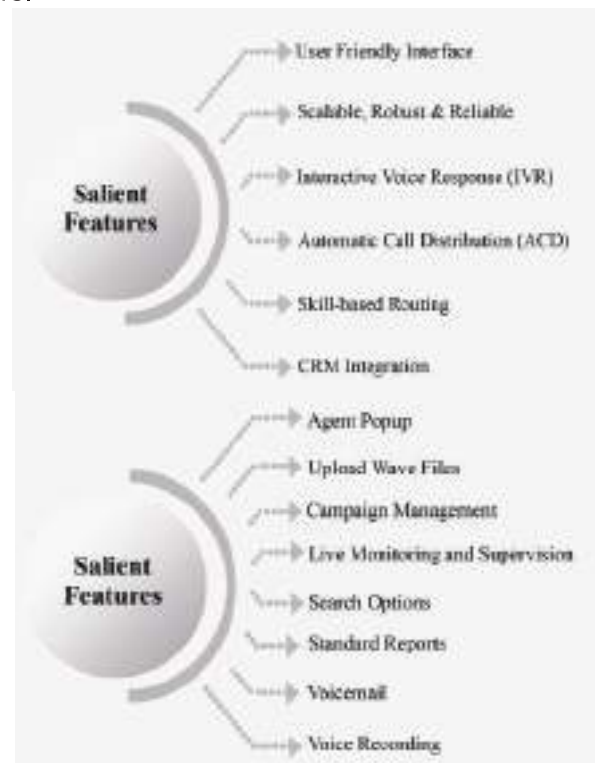 Salient
Features
User Friendly Interface
Scalable, Robust & Reliable
Interactive Voice Response (IVR)
Automatic Call Distribution (ACD)
Skill-based Routing
CRM Integration
Salient
Features
Agent Popup
Upload Wave Files
Campaign Management
Live Monitoring and Supervision
Search Options
Standard Reports
Voicemail
Voice Recording